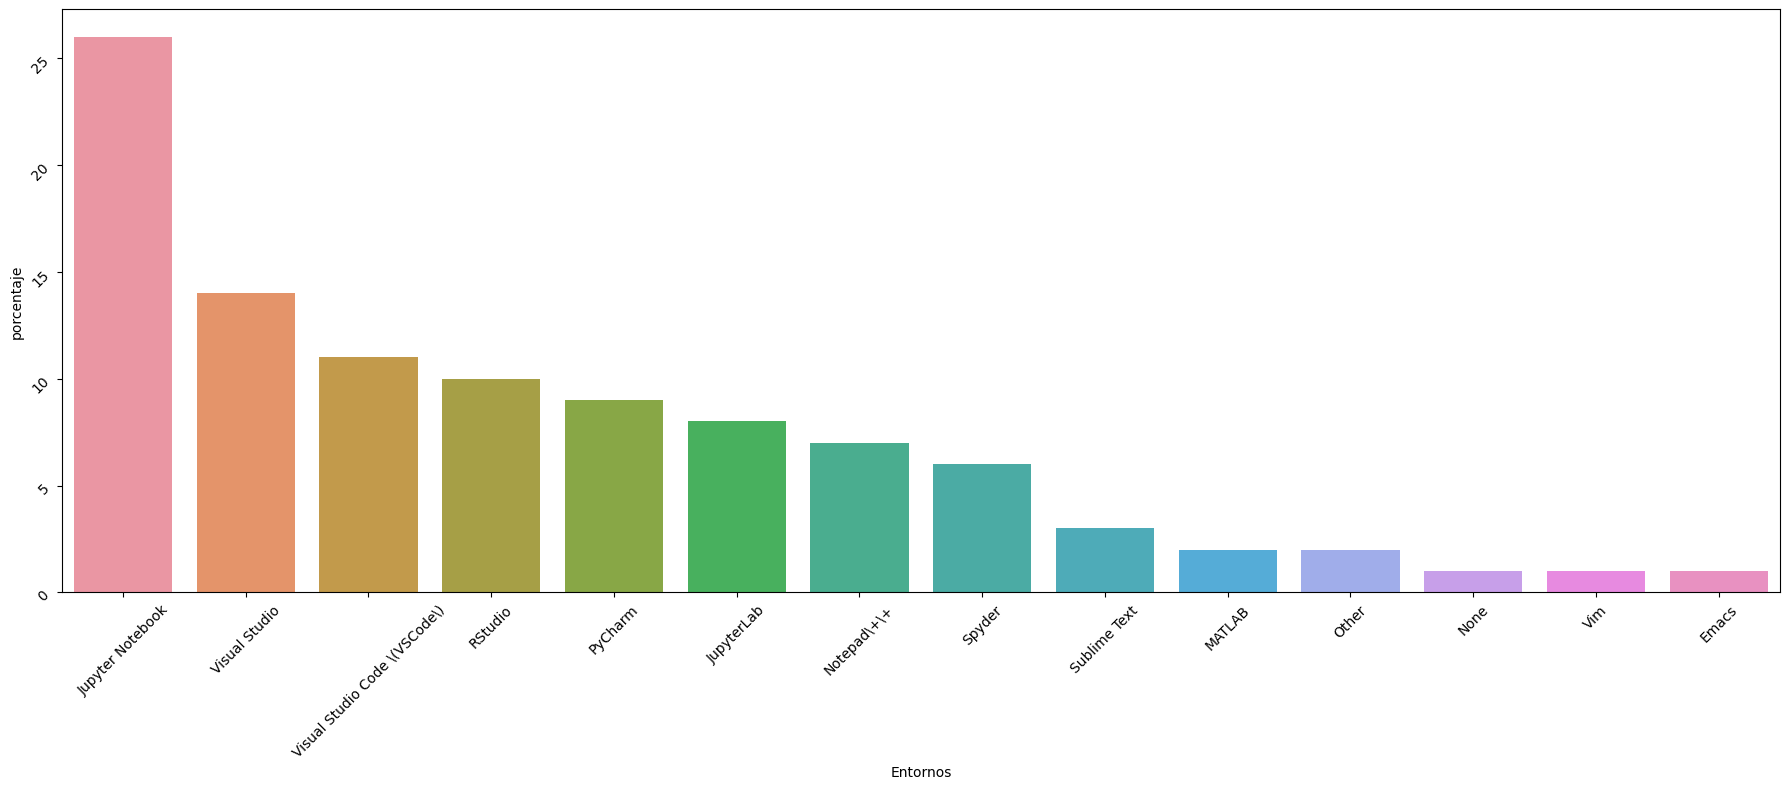 porcentaje
25
20
15
10
5
0
Jupyter Notebook
Visual Studio
Visual Studio Code \(VSCode\)
RStudio
PyCharm
JupyterLab
Notepad\+\+
Spyder
Sublime Text
MATLAB
Other
None
Vim
Emacs
Entornos